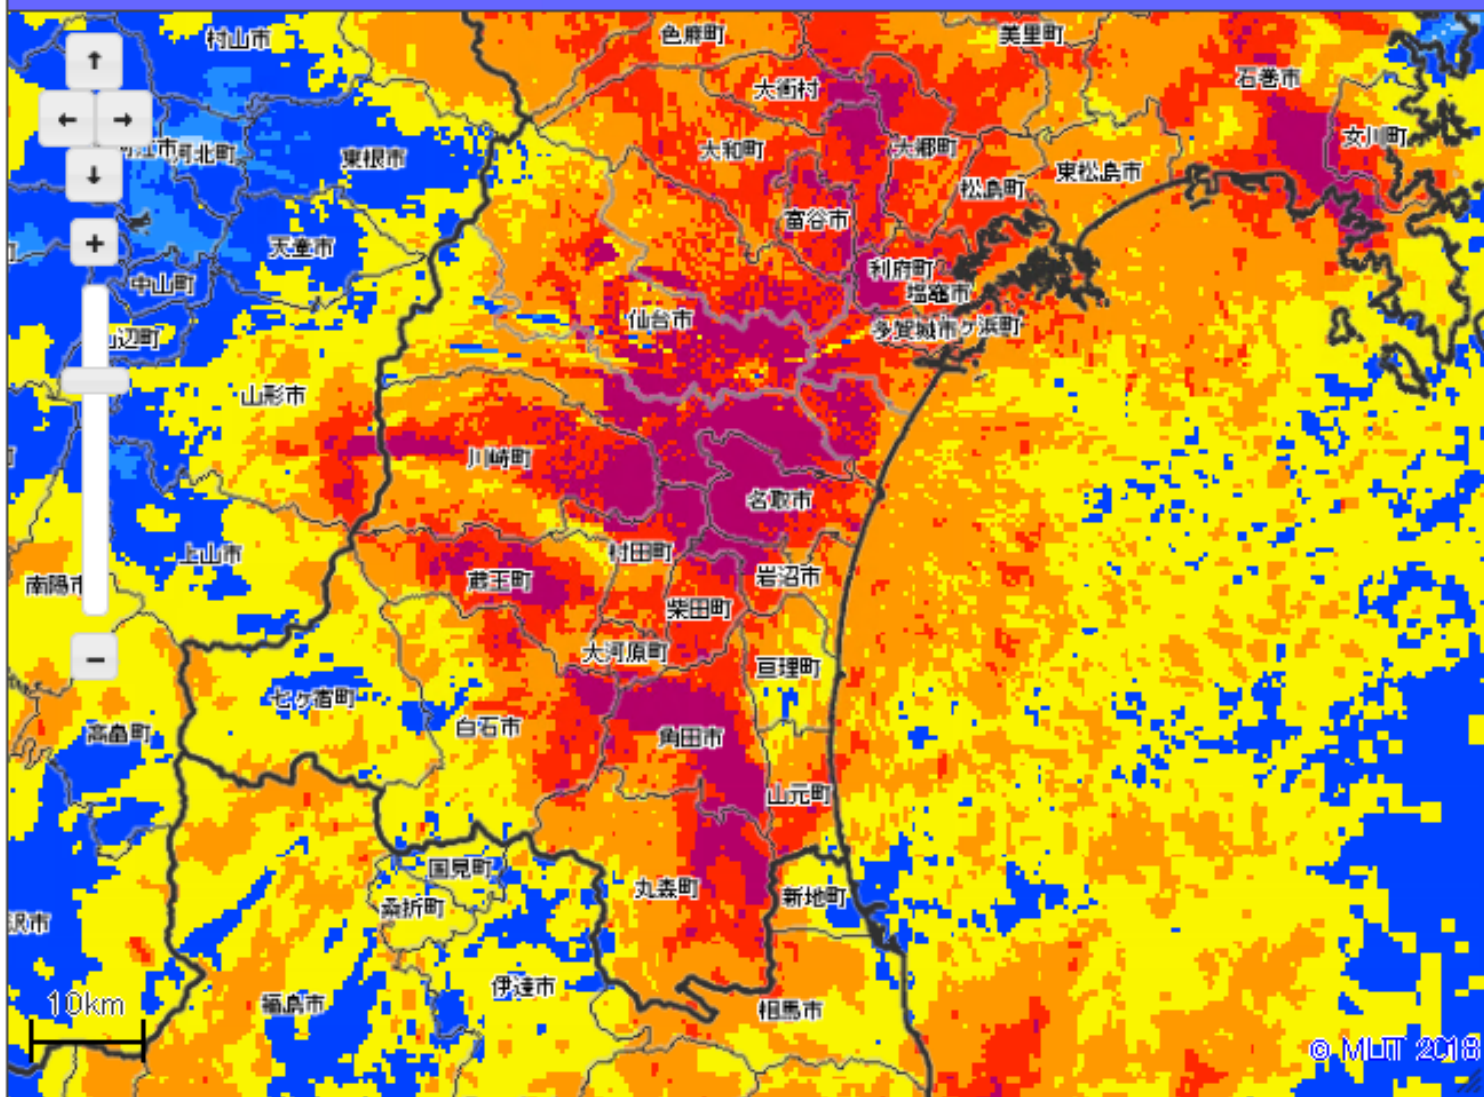 村山市
色麻町
美里町
石巻市
大衡村
女川町
河北町
東根市
大和町
大郷町
東松島市
松島町
富谷市
天童市
利府町
中山町
塩竈市
仙台市
多賀城市
ヶ浜町
辺町
山形市
川崎町
名取市
村田町
上山市
蔵王町
岩沼市
南陽市
柴田町
大河原町
亘理町
七ヶ宿町
白石市
高畠町
角田市
山元町
国見町
丸森町
新地町
桑折町
沢市
伊達市
10km
福島市
相馬市
© MLIT 2018